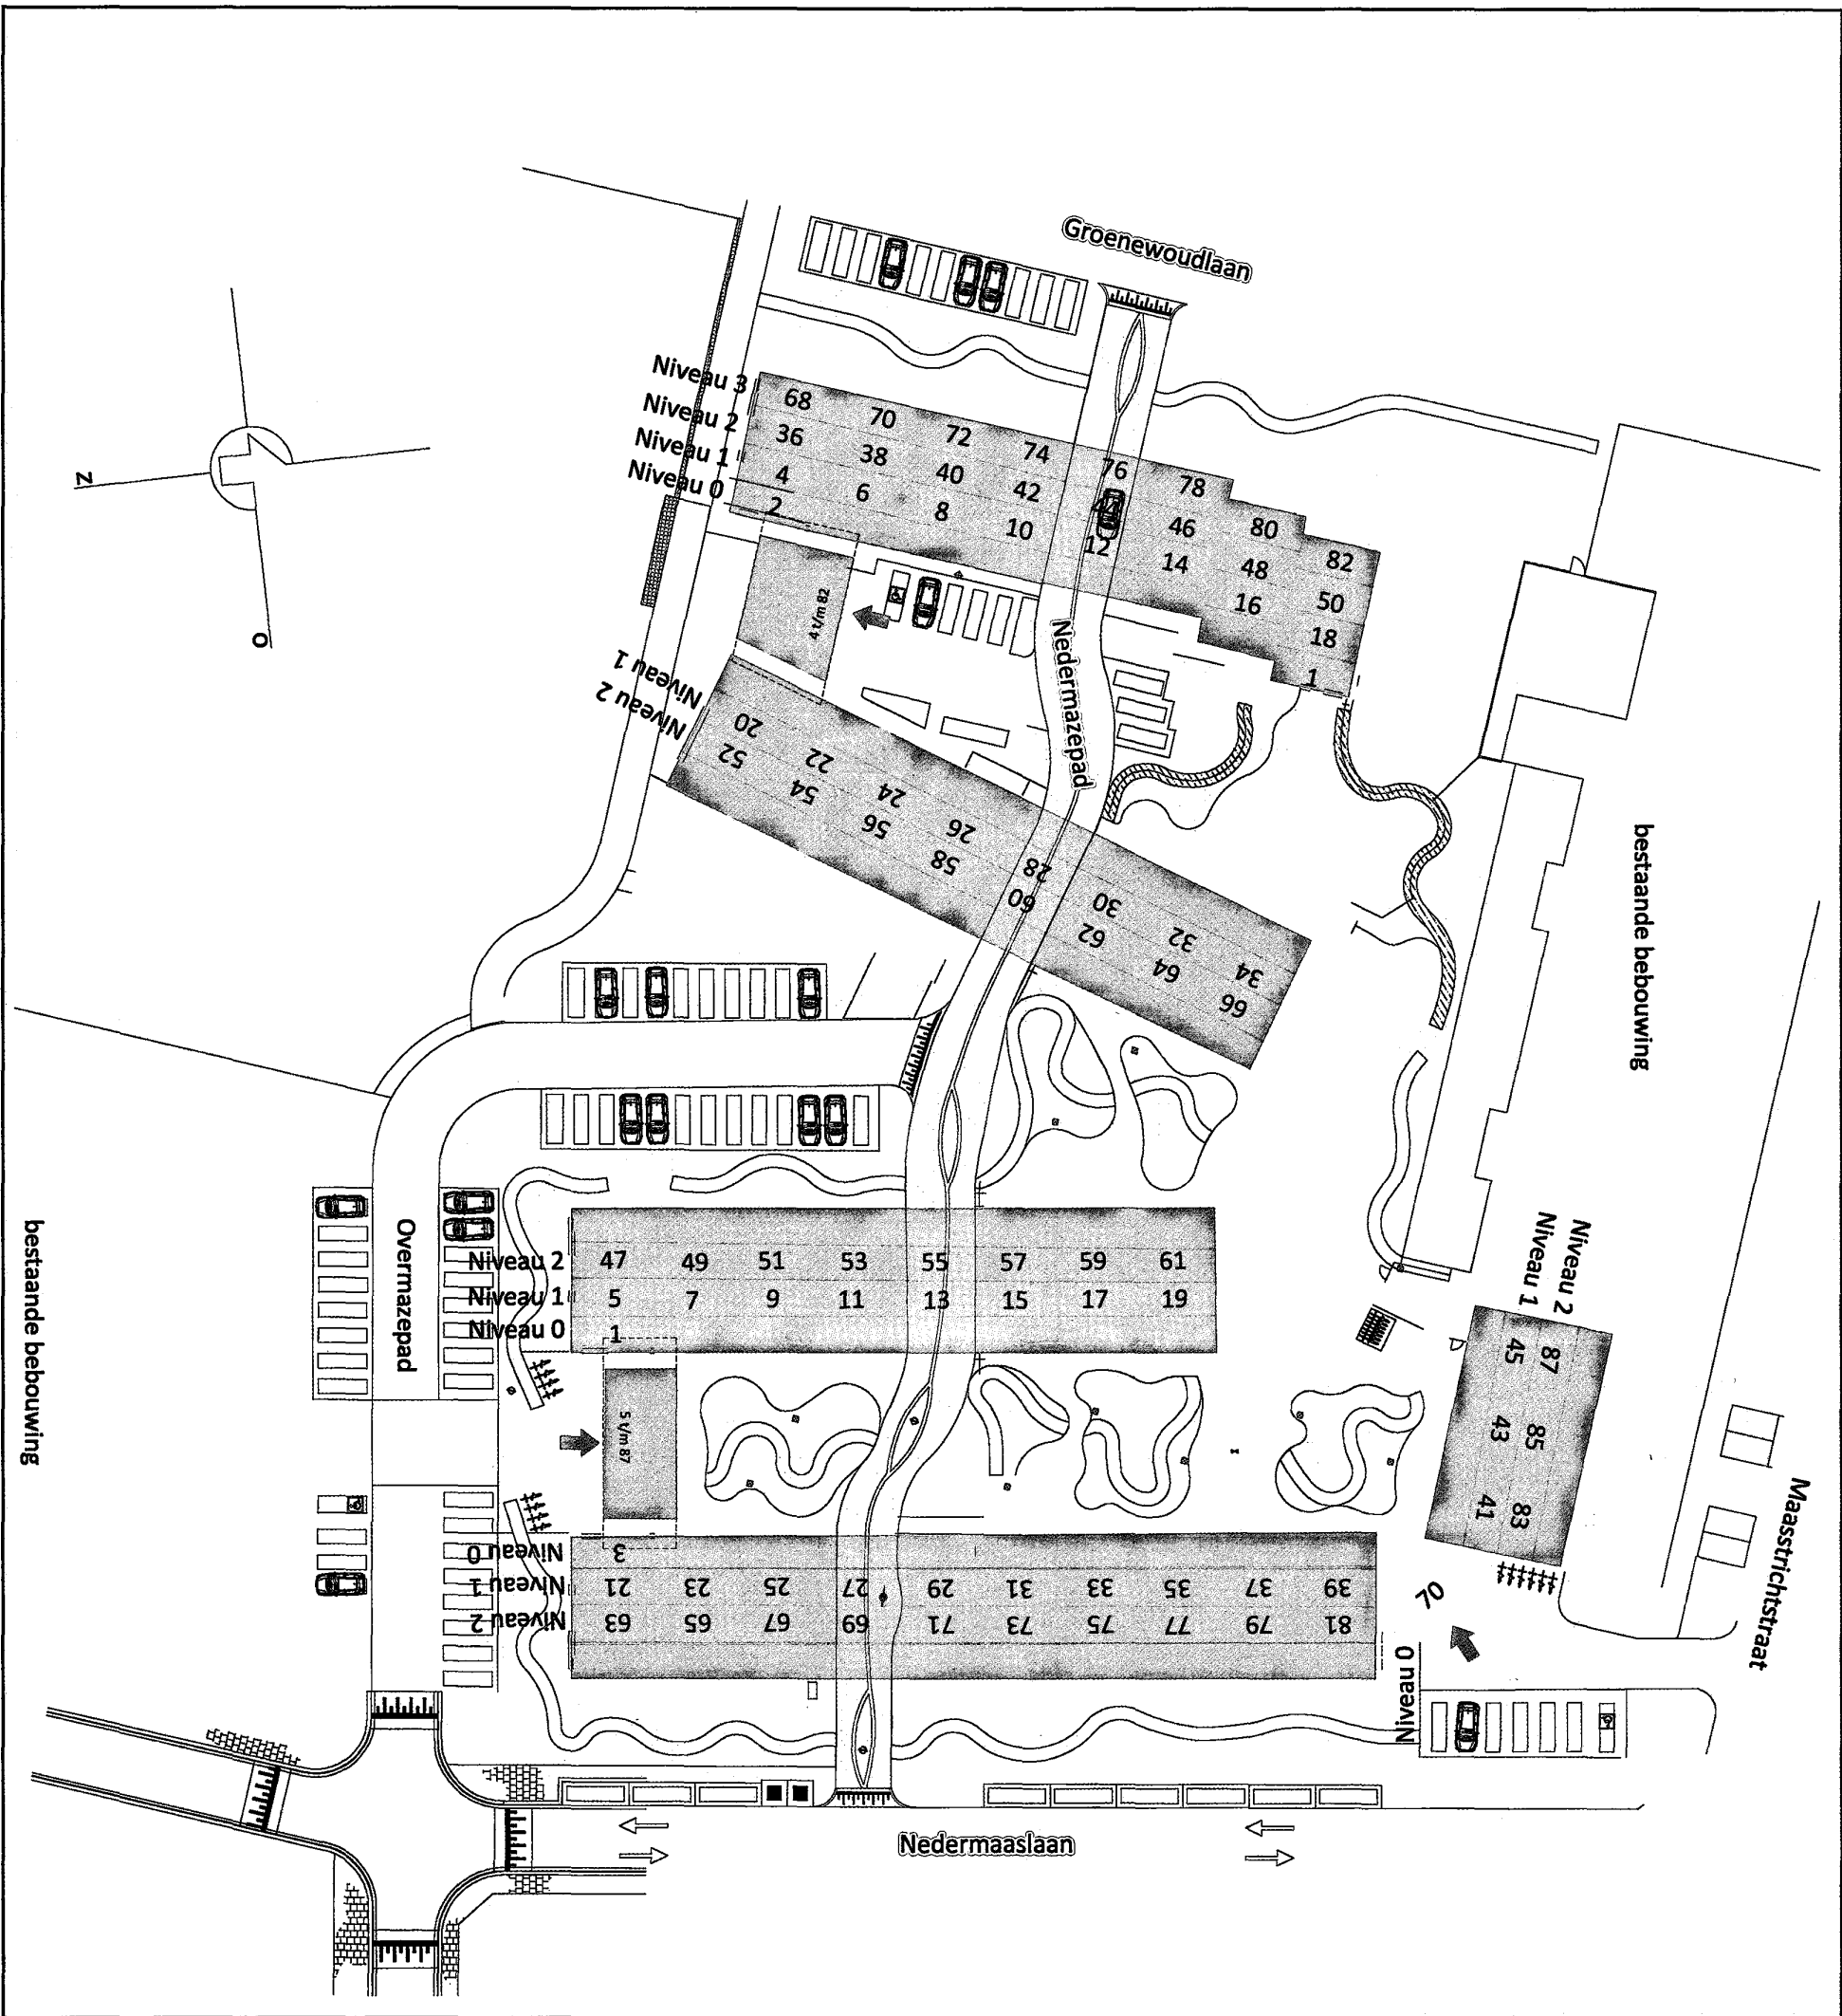 Groenewoudlaan
Niveau 3
68 70 72 74 76 78 80 82
Niveau 2
36 38 40 42 46 48 50
Niveau 1
4 6 8 10 12 14 16 18
Niveau 0
2 1
4 t/m 82
Nedermazepad
Niveau 1
20 22 24 26 28 30 32 34
Niveau 2
52 54 56 58 60 62 64 66
Z
O
bestaande bebouwing
Niveau 2
87 85 83
Niveau 1
45 43 41
Maasstrichtstraat
Overmazepad
bestaande bebouwing
Niveau 2 47 49 51 53 55 57 59 61
Niveau 1 5 7 9 11 13 15 17 19
Niveau 0 1
5 t/m 87
Niveau 0 3
Niveau 1 21 23 25 27 29 31 33 35 37 39
Niveau 2 63 65 67 69 71 73 75 77 79 81
70
Niveau 0
Nedermaaslaan